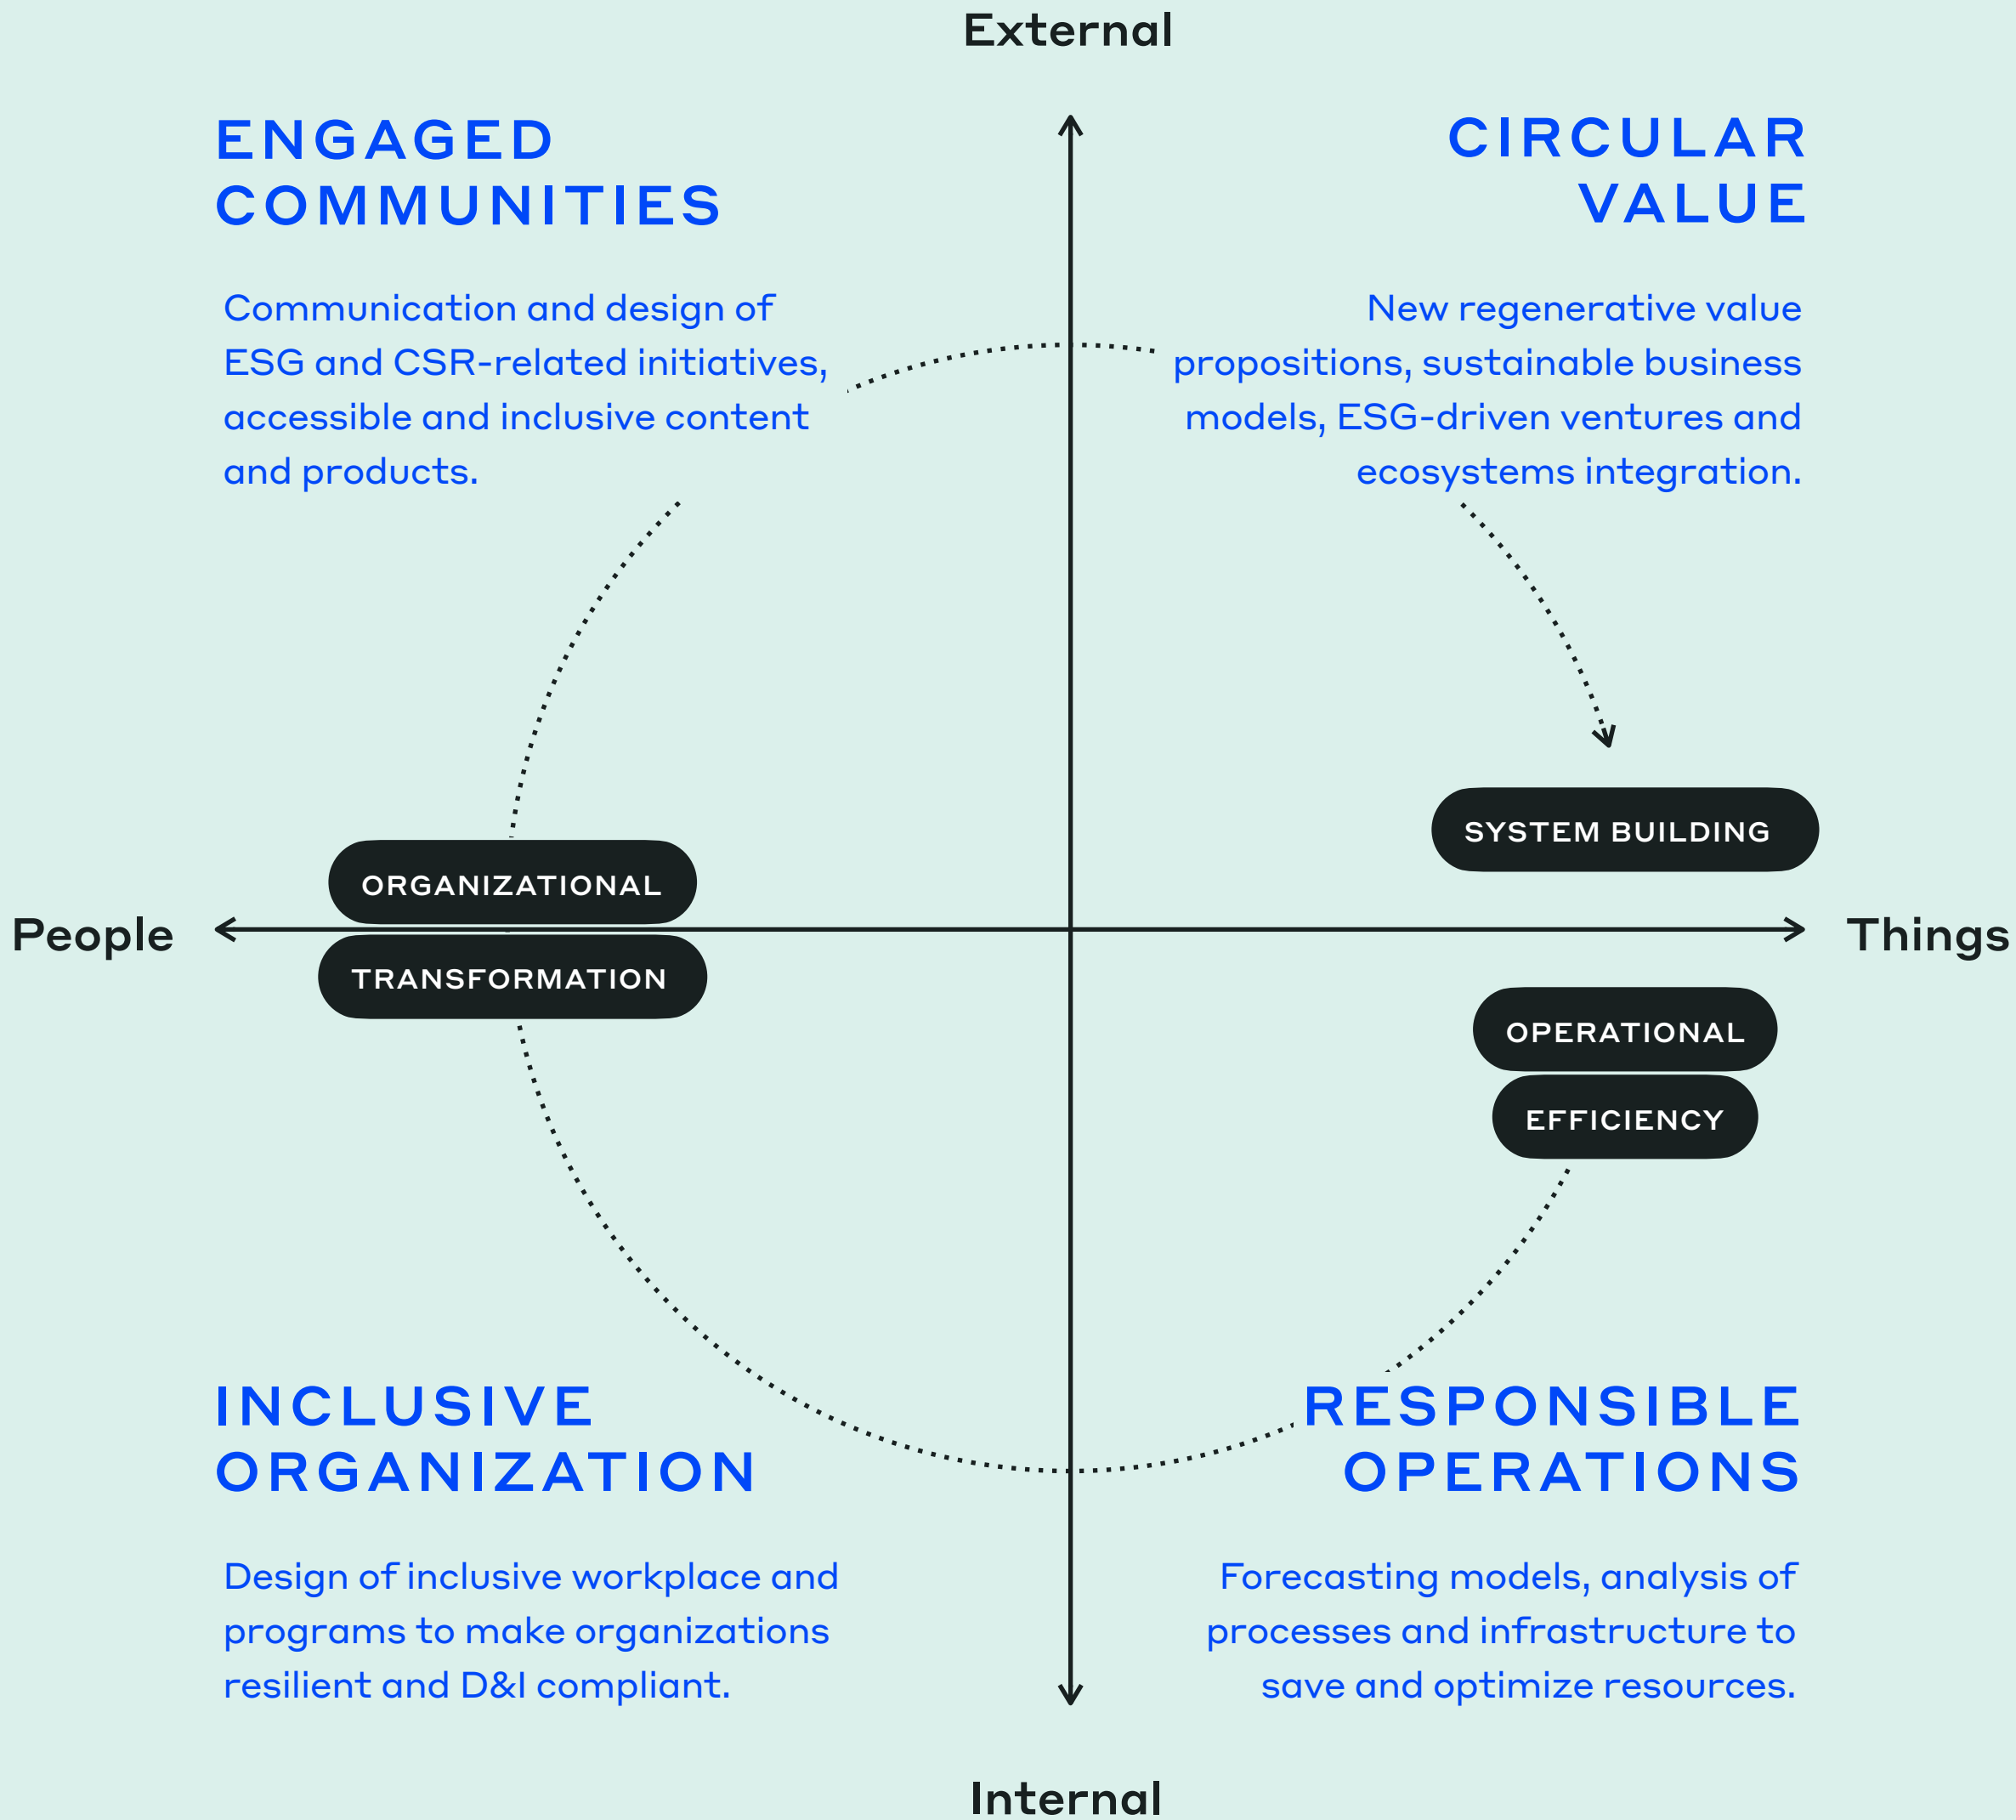 External
ENGAGED
COMMUNITIES
Communication and design of
ESG and CSR-related initiatives,
accessible and inclusive content
and products.
CIRCULAR
VALUE
New regenerative value
propositions, sustainable business
models, ESG-driven ventures and
ecosystems integration.
SYSTEM BUILDING
ORGANIZATIONAL
TRANSFORMATION
People
Things
OPERATIONAL
EFFICIENCY
INCLUSIVE
ORGANIZATION
Design of inclusive workplace and
programs to make organizations
resilient and D&I compliant.
RESPONSIBLE
OPERATIONS
Forecasting models, analysis of
processes and infrastructure to
save and optimize resources.
Internal